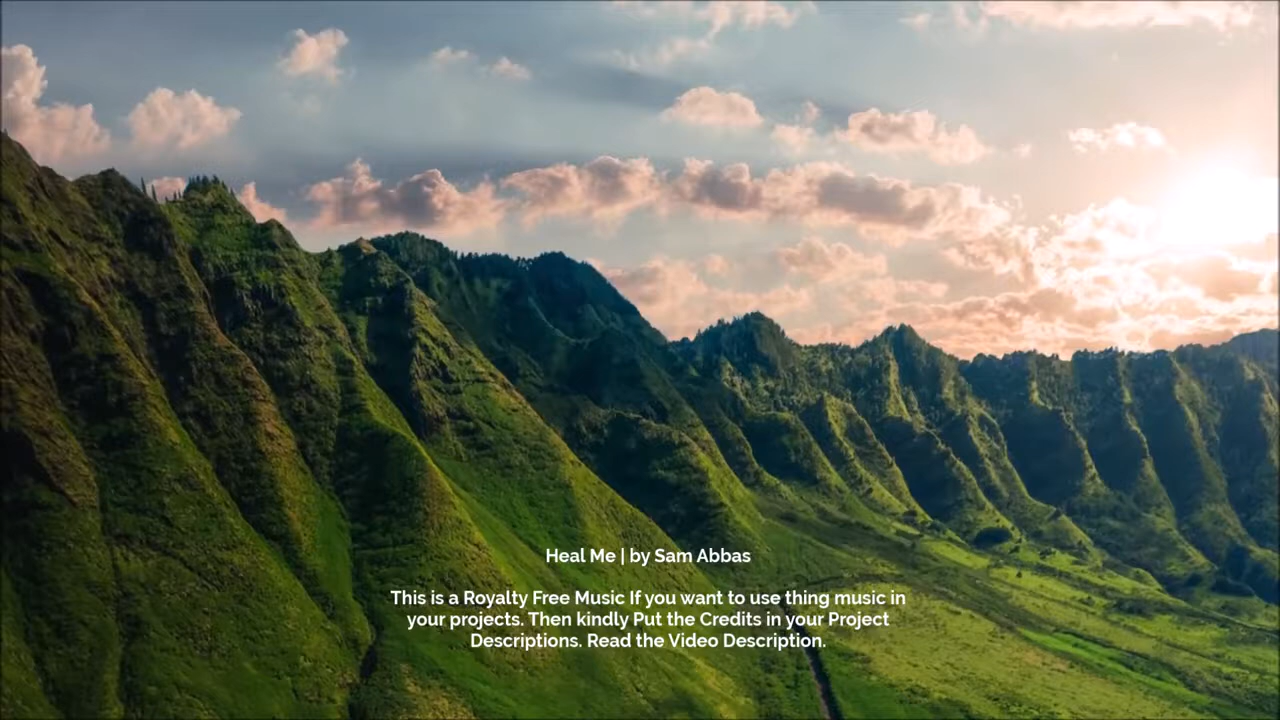 Heal Me | by Sam Abbas
This is a Royalty Free Music If you want to use thing music in
your projects. Then kindly Put the Credits in your Project
Descriptions. Read the Video Description.